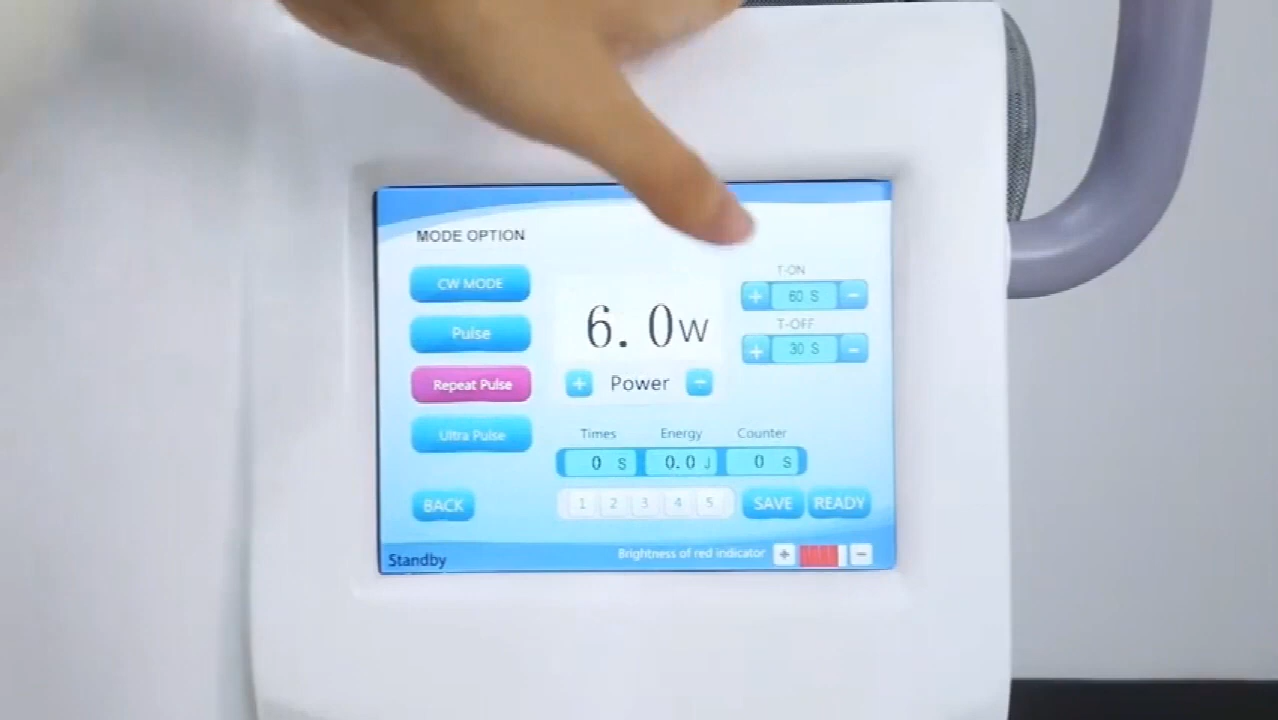 MODE OPTION
CW MODE
Pulse
Repeat Pulse
Ultra Pulse
BACK
Standby
6.0W
+ Power -
T-ON
+ 60 S -
T-OFF
+ 30 S -
Times Energy Counter
0 S 0.0 J 0 S
1 2 3 4 5 SAVE READY
Brightness of red indicator + -